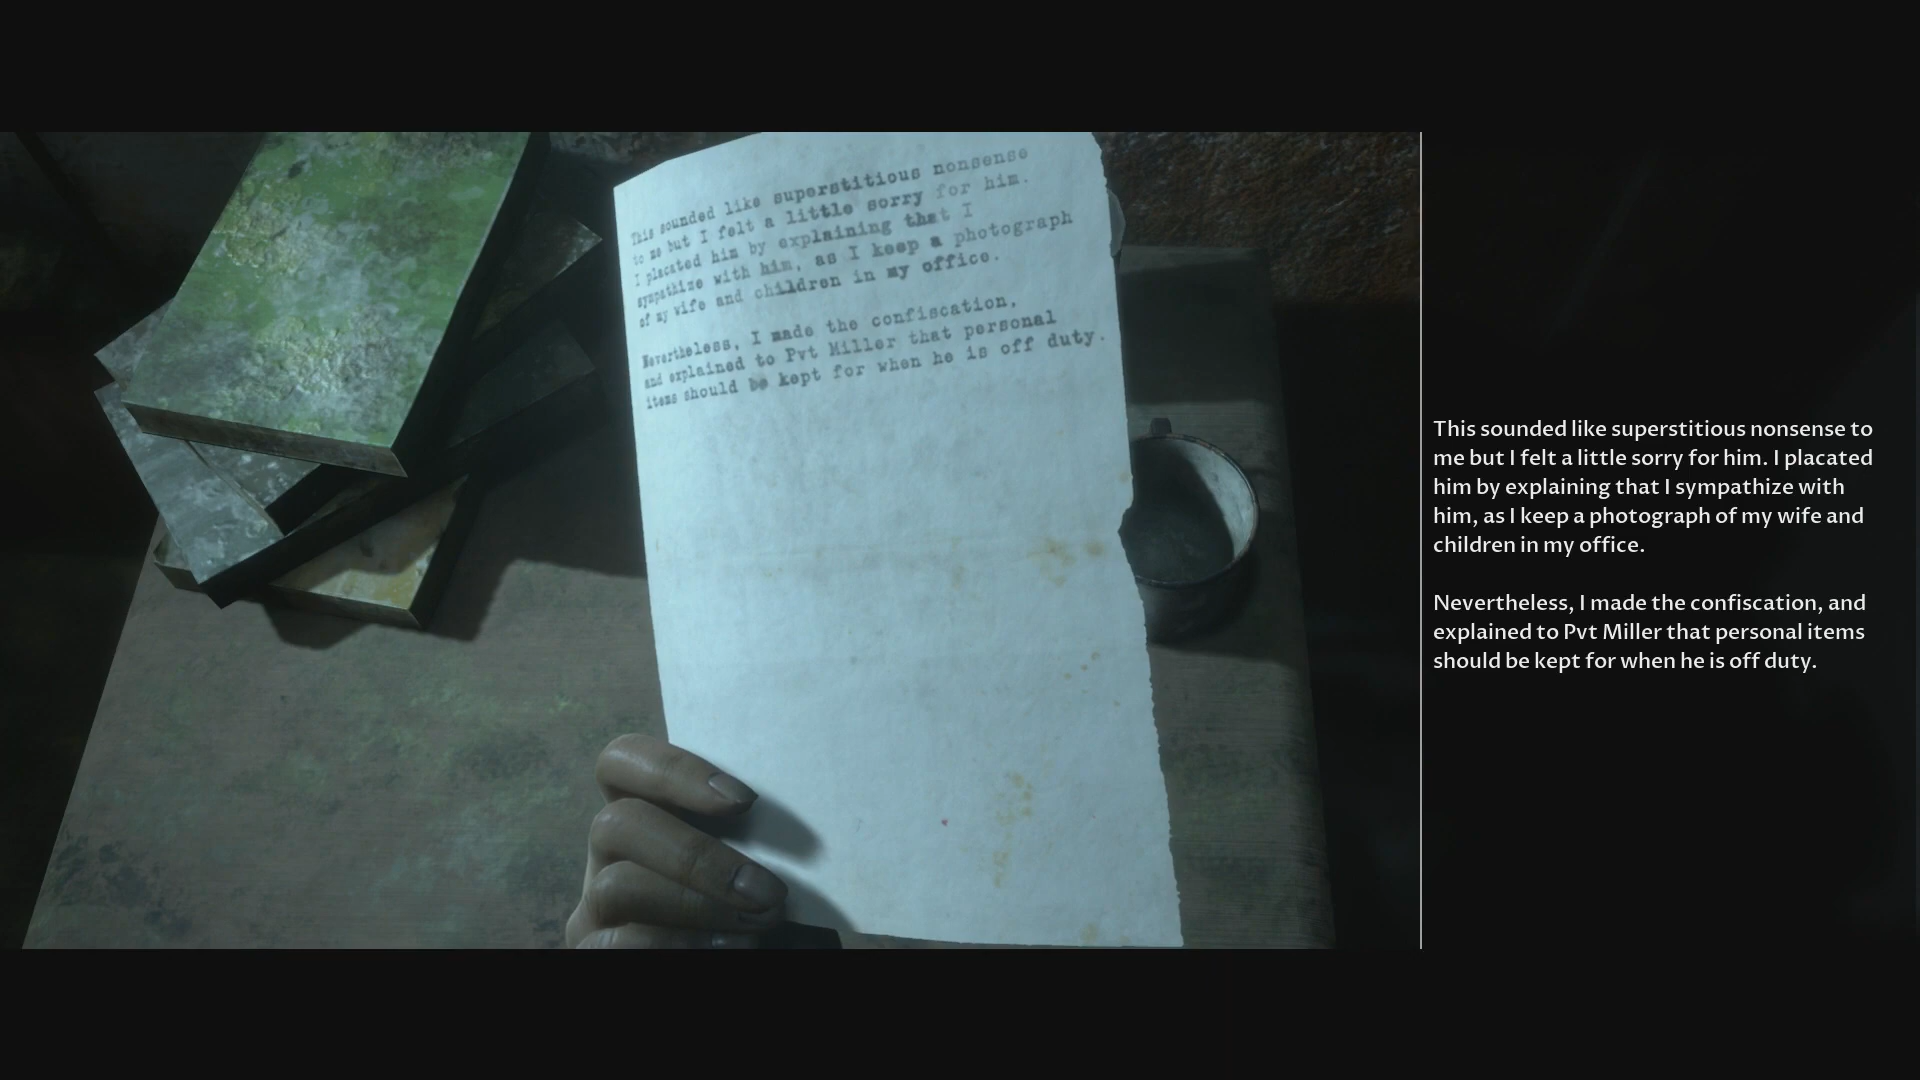 This sounded like superstitious nonsense
to me but I felt a little sorry for him.
I placated him by explaining that I
sympathize with him, as I keep a photograph
of my wife and children in my office.
Nevertheless, I made the confiscation,
and explained to Pvt Miller that personal
items should be kept for when he is off duty.
This sounded like superstitious nonsense to
me but I felt a little sorry for him. I placated
him by explaining that I sympathize with
him, as I keep a photograph of my wife and
children in my office.
Nevertheless, I made the confiscation, and
explained to Pvt Miller that personal items
should be kept for when he is off duty.